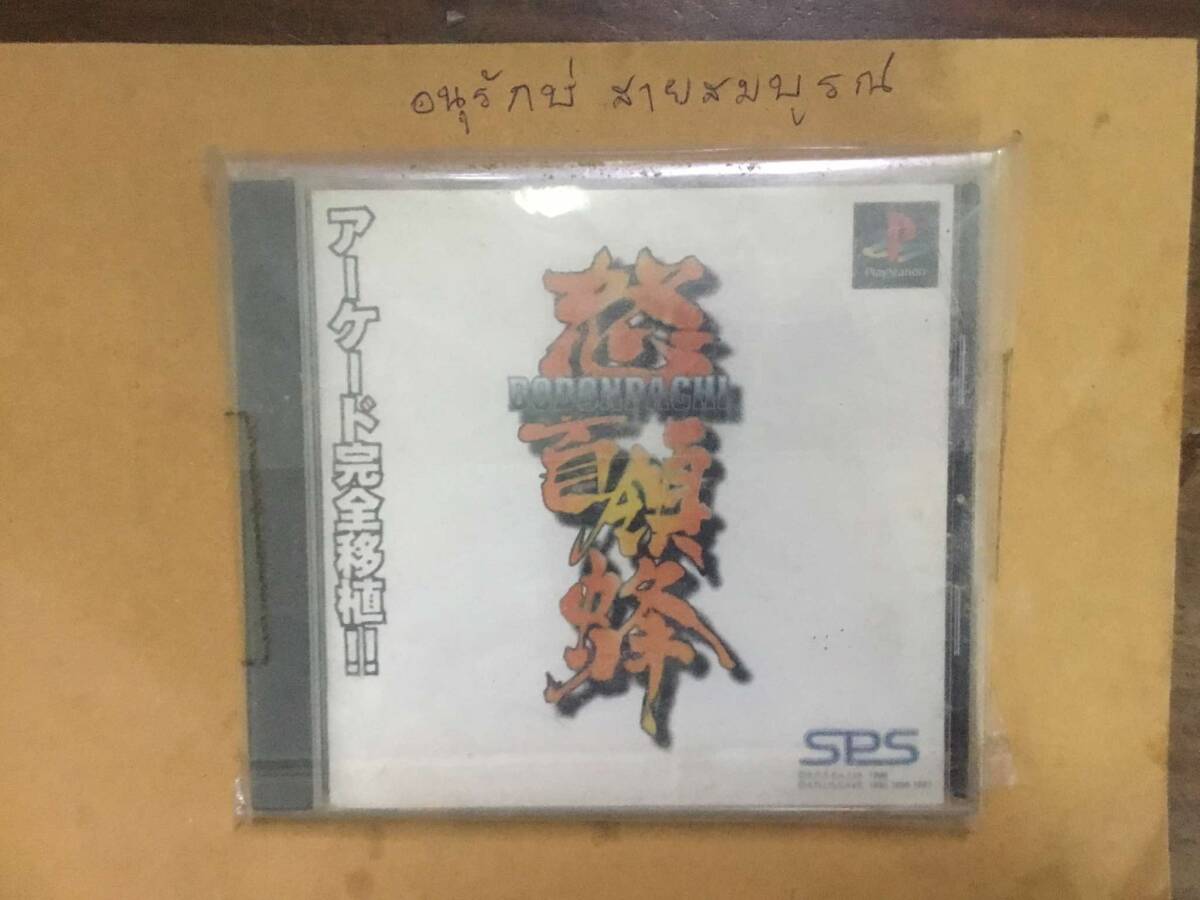 อนุรักษ์ สายสมบูรณ์
アーケード完全移植!!
PlayStation
怒
DODONPACHI
首領
蜂
SPS